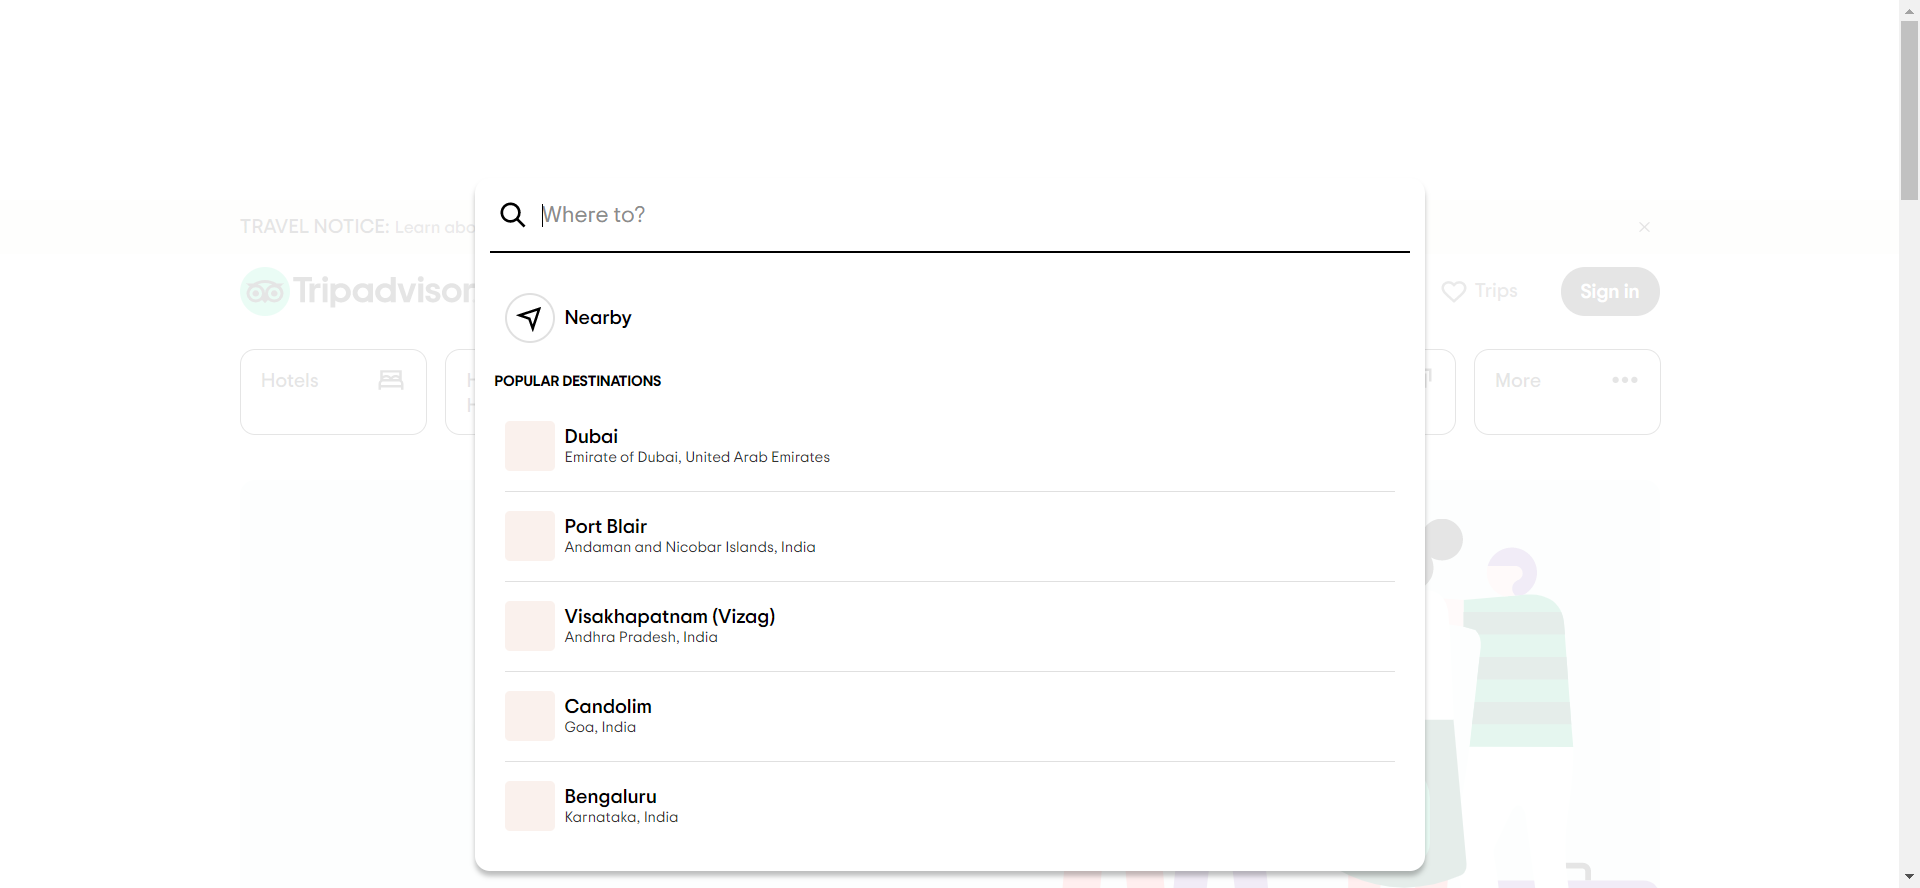 Where to?
TRAVEL NOTICE: Learn abo
Tripadvisor
Trips
Sign in
Nearby
Hotels
More
POPULAR DESTINATIONS
Dubai
Emirate of Dubai, United Arab Emirates
Port Blair
Andaman and Nicobar Islands, India
Visakhapatnam (Vizag)
Andhra Pradesh, India
Candolim
Goa, India
Bengaluru
Karnataka, India